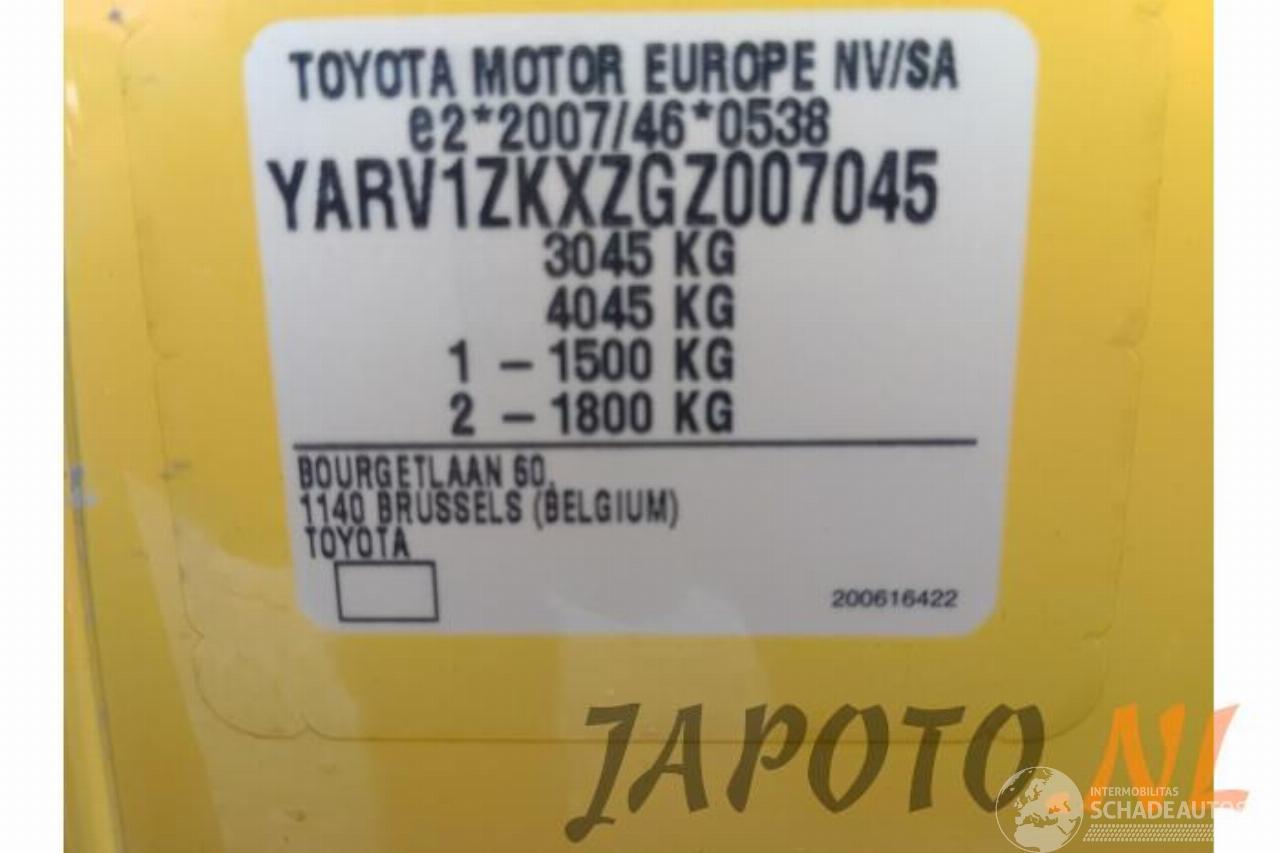 TOYOTA MOTOR EUROPE NV/SA
e2*2007/46*0538
YARV1ZKXZGZ007045
3045 KG
4045 KG
1 - 1500 KG
2 - 1800 KG
BOURGETLAAN 60,
1140 BRUSSELS (BELGIUM)
TOYOTA
200616422
JAPOTO.NL
INTERMOBILITAS
SCHADEAUTOS